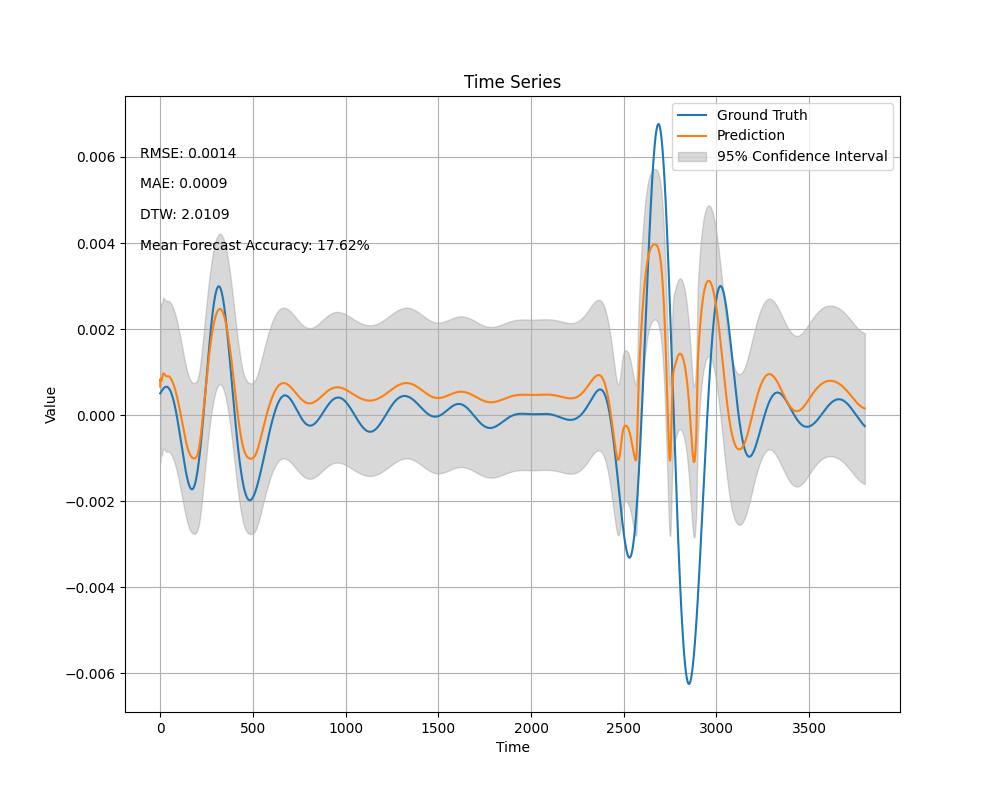 Time Series
Ground Truth
Prediction
95% Confidence Interval
RMSE: 0.0014
MAE: 0.0009
DTW: 2.0109
Mean Forecast Accuracy: 17.62%
Value
0.006
0.004
0.002
0.000
−0.002
−0.004
−0.006
0 500 1000 1500 2000 2500 3000 3500
Time